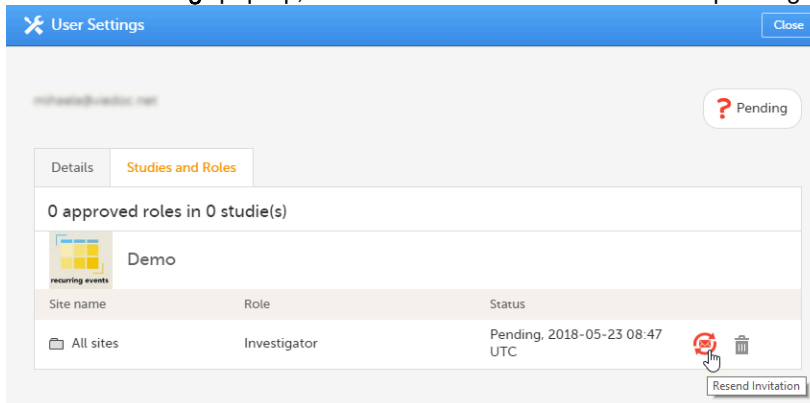 User Settings
Close
Pending
Details
Studies and Roles
0 approved roles in 0 studie(s)
recurring events
Demo
Site name Role Status
All sites Investigator Pending, 2018-05-23 08:47
UTC
Resend Invitation